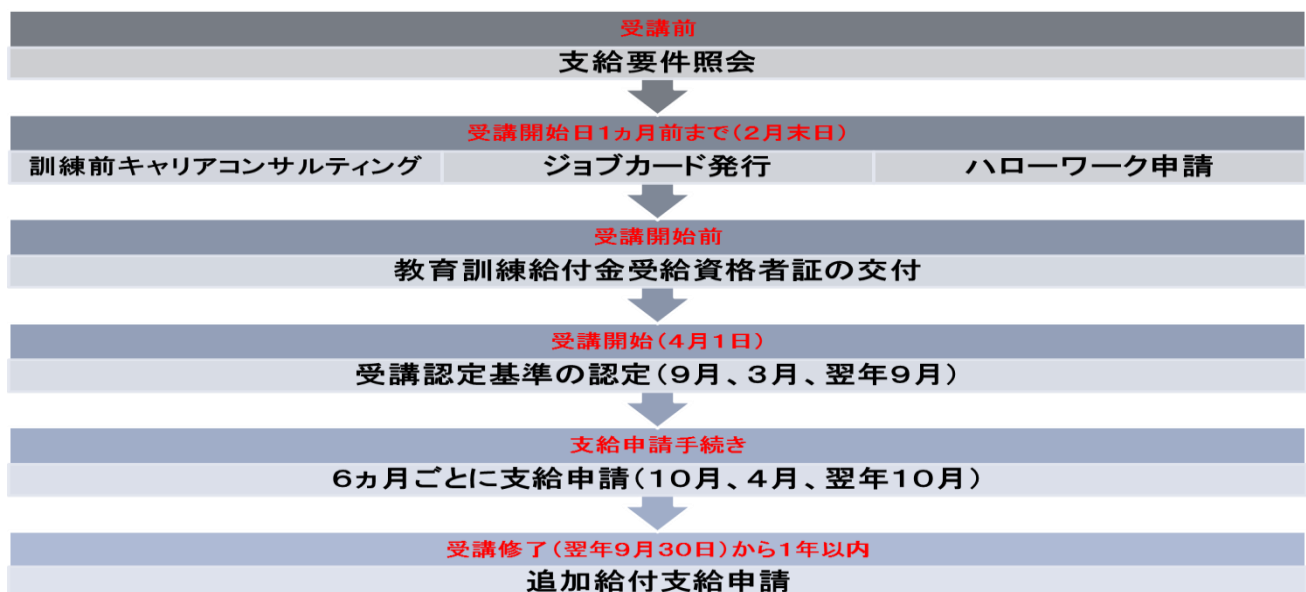 受講前
支給要件照会
受講開始日1ヵ月前まで(2月末日)
訓練前キャリアコンサルティング
ジョブカード発行
ハローワーク申請
受講開始前
教育訓練給付金受給資格者証の交付
受講開始(4月1日)
受講認定基準の認定(9月、3月、翌年9月)
支給申請手続き
6ヵ月ごとに支給申請(10月、4月、翌年10月)
受講修了(翌年9月30日)から1年以内
追加給付支給申請